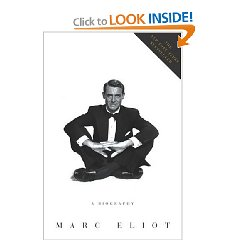 Click to LOOK INSIDE!
A BIOGRAPHY
MARC ELIOT